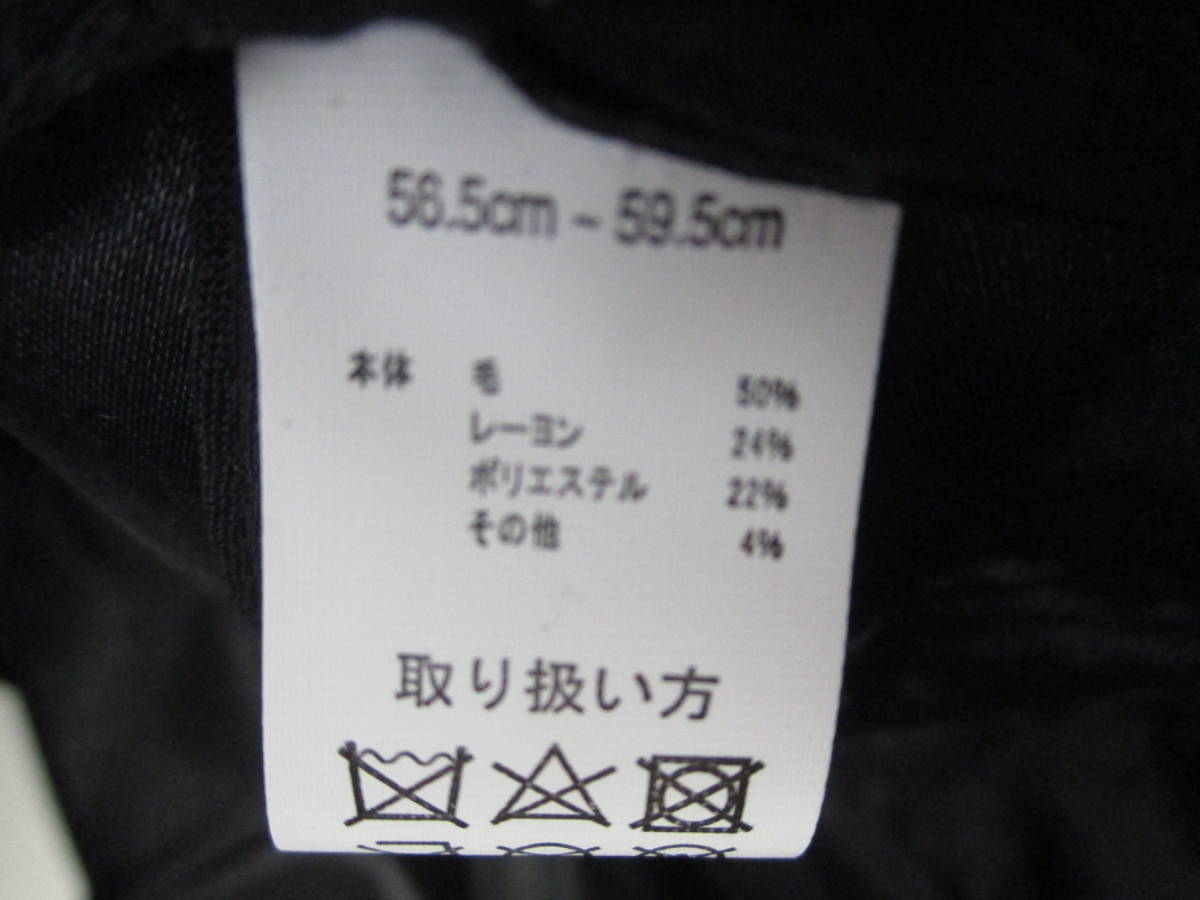 56.5cm ~ 59.5cm
本体 毛 50%
レーヨン 24%
ポリエステル 22%
その他 4%
取り扱い方